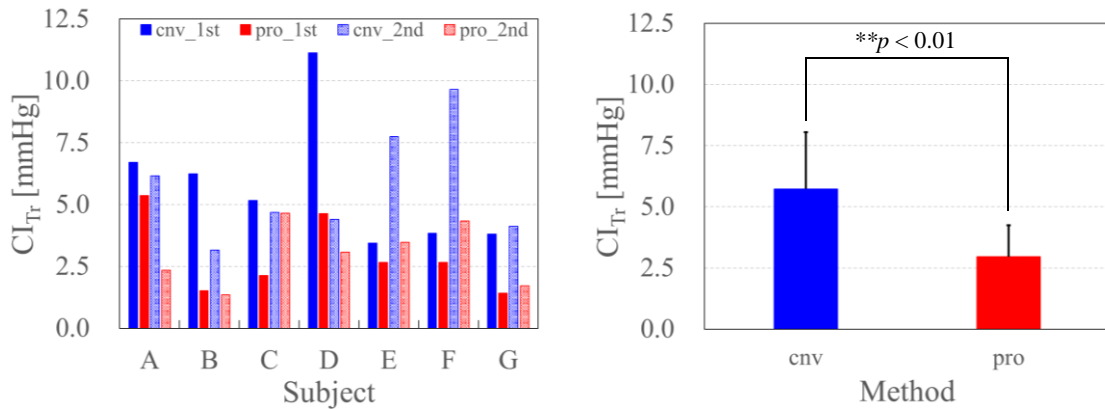 12.5
10.0
7.5
5.0
2.5
0.0
CI_Tr [mmHg]
cnv_1st pro_1st cnv_2nd pro_2nd
A B C D E F G
Subject
12.5
10.0
7.5
5.0
2.5
0.0
CI_Tr [mmHg]
**p < 0.01
cnv pro
Method